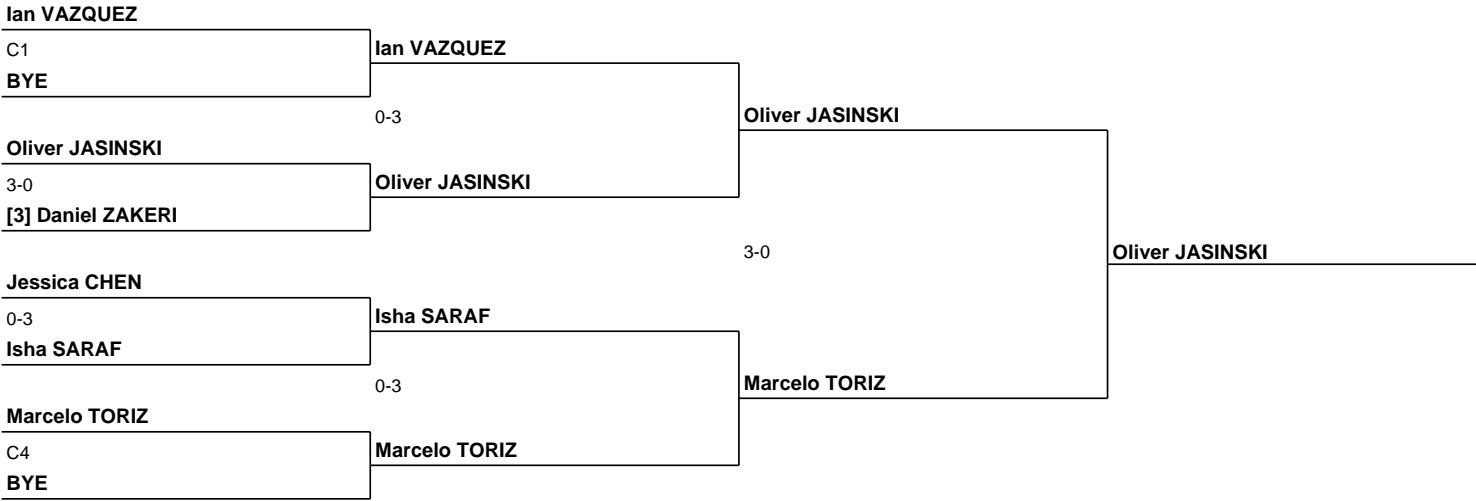 Ian VAZQUEZ
C1
BYE
Ian VAZQUEZ
0-3
Oliver JASINSKI
Oliver JASINSKI
3-0
[3] Daniel ZAKERI
Oliver JASINSKI
3-0
Oliver JASINSKI
Jessica CHEN
0-3
Isha SARAF
Isha SARAF
0-3
Marcelo TORIZ
Marcelo TORIZ
C4
BYE
Marcelo TORIZ